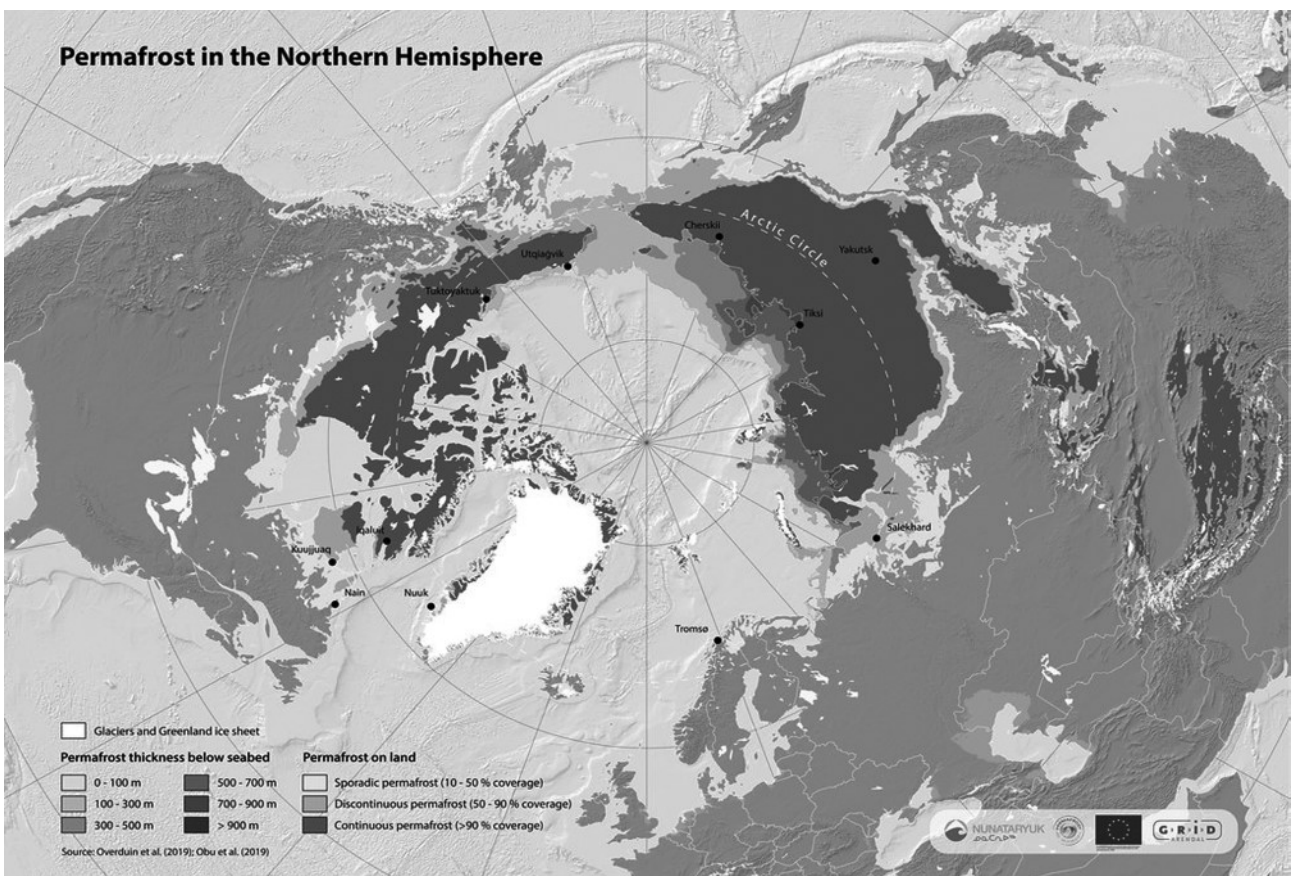 Permafrost in the Northern Hemisphere
Arctic Circle
Cherskii
Yakutsk
Utqiaġvik
Tuktoyaktuk
Tiksi
Iqaluit
Salekhard
Kuujjuaq
Nain
Nuuk
Tromsø
Glaciers and Greenland ice sheet
Permafrost thickness below seabed
0 - 100 m
100 - 300 m
300 - 500 m
500 - 700 m
700 - 900 m
> 900 m
Permafrost on land
Sporadic permafrost (10 - 50 % coverage)
Discontinuous permafrost (50 - 90 % coverage)
Continuous permafrost (>90 % coverage)
Source: Overduin et al. (2019); Obu et al. (2019)
NUNATARYUK
G R I D
ARENDAL